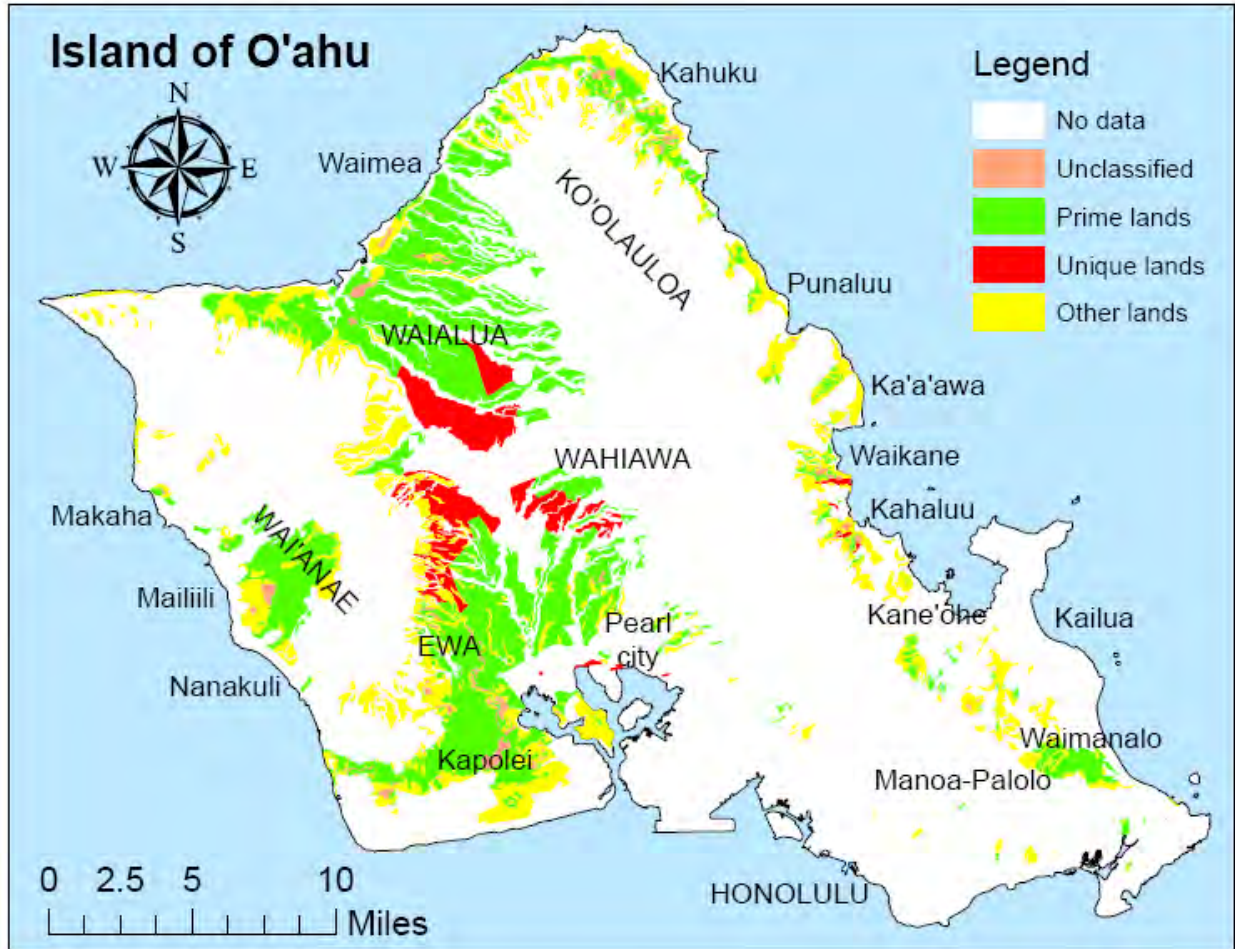 Island of O'ahu
N
W E
S
Legend
No data
Unclassified
Prime lands
Unique lands
Other lands
Kahuku
Waimea
KO'OLAULOA
Punaluu
WAIALUA
Ka'a'awa
WAHIAWA
Waikane
Makaha
WAI'ANAE
Kahaluu
Mailiili
EWA
Pearl
city
Kane'ohe
Kailua
Nanakuli
Waimanalo
Kapolei
Manoa-Palolo
HONOLULU
0 2.5 5 10
Miles